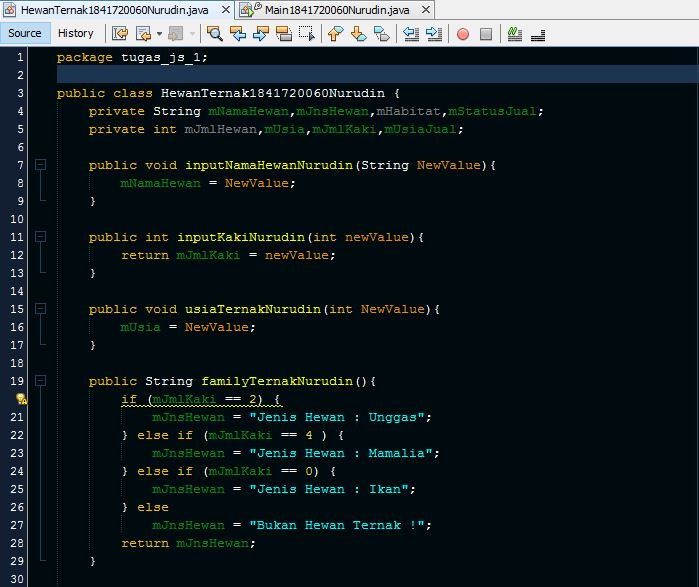 HewanTernak1841720060Nurudin.java Main1841720060Nurudin.java
Source History
1 package tugas_js_1;
2
3 public class HewanTernak1841720060Nurudin {
4 private String mNamaHewan,mJnsHewan,mHabitat,mStatusJual;
5 private int mJmlHewan,mUsia,mJmlKaki,mUsiaJual;
6
7 public void inputNamaHewanNurudin(String NewValue){
8 mNamaHewan = NewValue;
9 }
10
11 public int inputKakiNurudin(int newValue){
12 return mJmlKaki = newValue;
13 }
14
15 public void usiaTernakNurudin(int NewValue){
16 mUsia = NewValue;
17 }
18
19 public String familyTernakNurudin(){
if (mJmlKaki == 2) {
21 mJnsHewan = "Jenis Hewan : Unggas";
22 } else if (mJmlKaki == 4 ) {
23 mJnsHewan = "Jenis Hewan : Mamalia";
24 } else if (mJmlKaki == 0) {
25 mJnsHewan = "Jenis Hewan : Ikan";
26 } else
27 mJnsHewan = "Bukan Hewan Ternak !";
28 return mJnsHewan;
29 }
30